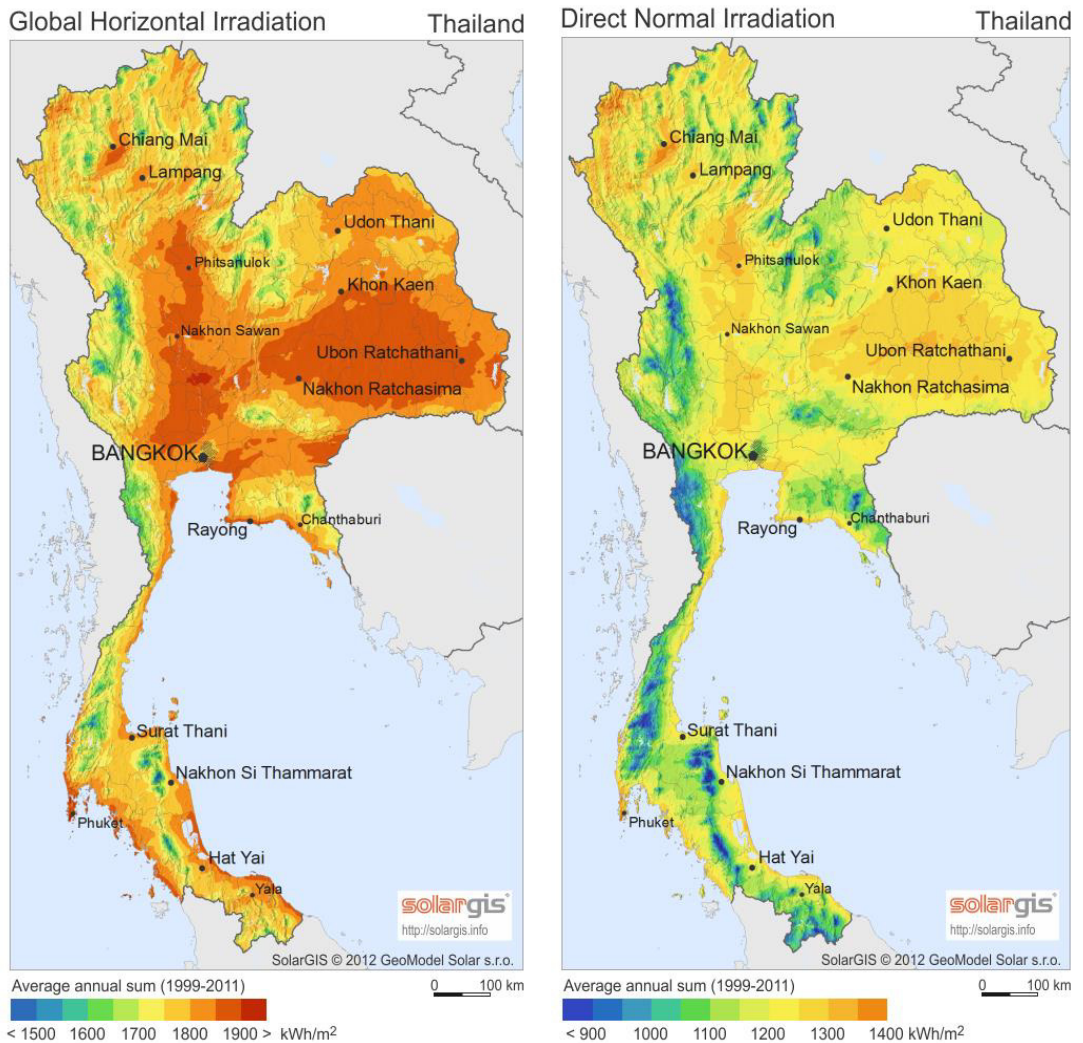 Global Horizontal Irradiation Thailand
Chiang Mai
Lampang
Udon Thani
Phitsanulok
Khon Kaen
Nakhon Sawan
Ubon Ratchathani
Nakhon Ratchasima
BANGKOK
Rayong
Chanthaburi
Surat Thani
Nakhon Si Thammarat
Phuket
Hat Yai
Yala
solargis
http://solargis.info
SolarGIS © 2012 GeoModel Solar s.r.o.
Average annual sum (1999-2011)
0 100 km
< 1500 1600 1700 1800 1900 > kWh/m²
Direct Normal Irradiation Thailand
Chiang Mai
Lampang
Udon Thani
Phitsanulok
Khon Kaen
Nakhon Sawan
Ubon Ratchathani
Nakhon Ratchasima
BANGKOK
Rayong
Chanthaburi
Surat Thani
Nakhon Si Thammarat
Phuket
Hat Yai
Yala
solargis
http://solargis.info
SolarGIS © 2012 GeoModel Solar s.r.o.
Average annual sum (1999-2011)
0 100 km
< 900 1000 1100 1200 1300 1400 kWh/m²